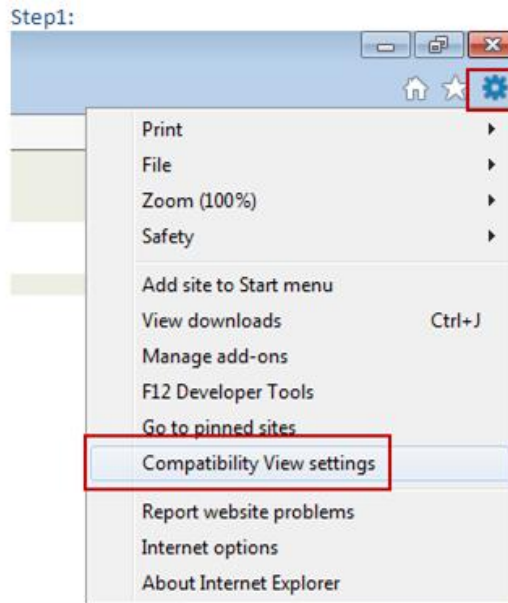 Step1:
Print
File
Zoom (100%)
Safety
Add site to Start menu
View downloads Ctrl+J
Manage add-ons
F12 Developer Tools
Go to pinned sites
Compatibility View settings
Report website problems
Internet options
About Internet Explorer